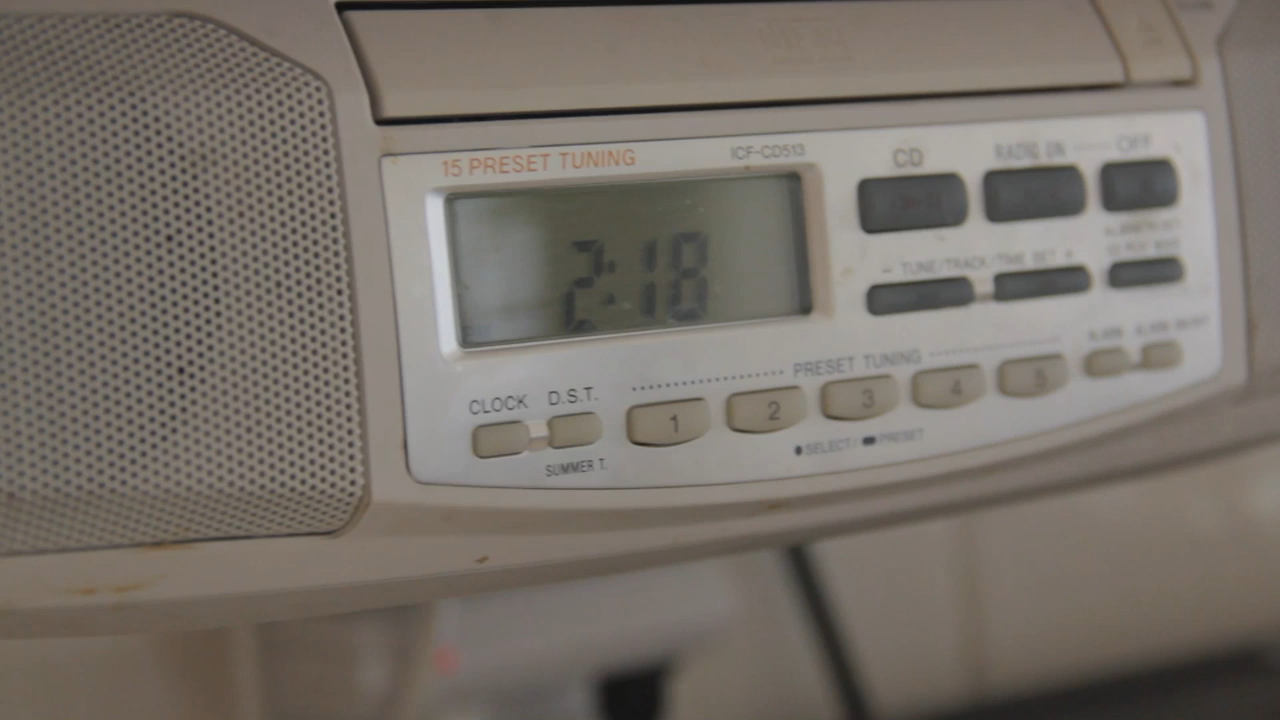 15 PRESET TUNING ICF-CD513
2:18
CD RADIO ON OFF
- TUNE/TRACK/TIME SET +
PRESET TUNING
CLOCK D.S.T. 1 2 3 4 5
SUMMER T.
SELECT/ PRESET